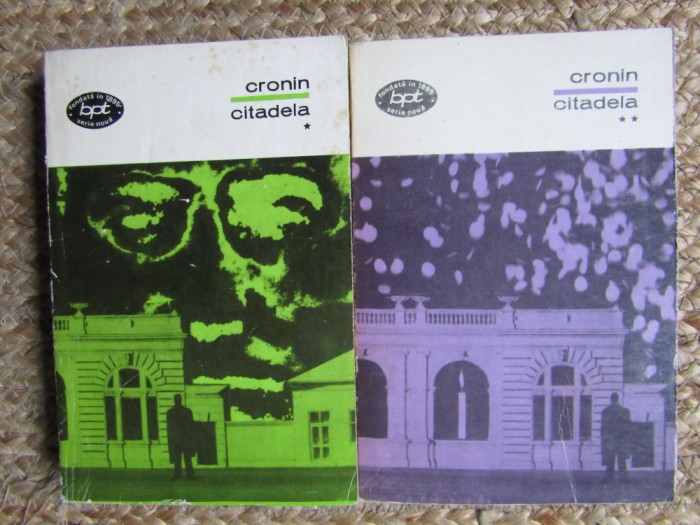 fondată în 1895
bpt
serie nouă
cronin
citadela
*
fondată în 1895
bpt
serie nouă
cronin
citadela
**